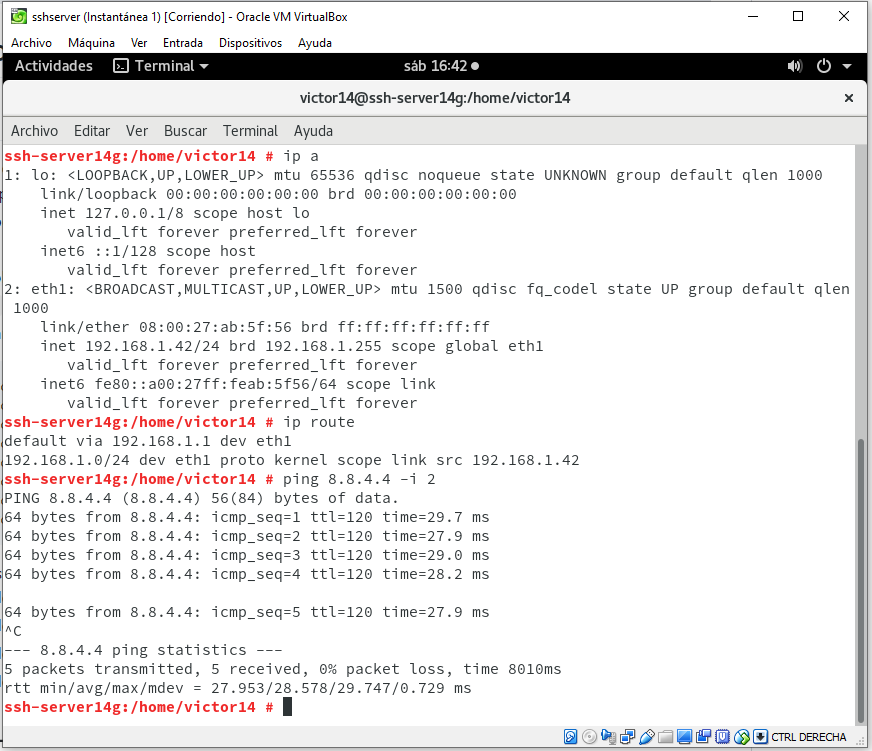 sshserver (Instantánea 1) [Corriendo] - Oracle VM VirtualBox
Archivo Máquina Ver Entrada Dispositivos Ayuda
Actividades Terminal sáb 16:42
victor14@ssh-server14g:/home/victor14
Archivo Editar Ver Buscar Terminal Ayuda
ssh-server14g:/home/victor14 # ip a
1: lo: <LOOPBACK,UP,LOWER_UP> mtu 65536 qdisc noqueue state UNKNOWN group default qlen 1000
    link/loopback 00:00:00:00:00:00 brd 00:00:00:00:00:00
    inet 127.0.0.1/8 scope host lo
       valid_lft forever preferred_lft forever
    inet6 ::1/128 scope host
       valid_lft forever preferred_lft forever
2: eth1: <BROADCAST,MULTICAST,UP,LOWER_UP> mtu 1500 qdisc fq_codel state UP group default qlen
 1000
    link/ether 08:00:27:ab:5f:56 brd ff:ff:ff:ff:ff:ff
    inet 192.168.1.42/24 brd 192.168.1.255 scope global eth1
       valid_lft forever preferred_lft forever
    inet6 fe80::a00:27ff:feab:5f56/64 scope link
       valid_lft forever preferred_lft forever
ssh-server14g:/home/victor14 # ip route
default via 192.168.1.1 dev eth1
192.168.1.0/24 dev eth1 proto kernel scope link src 192.168.1.42
ssh-server14g:/home/victor14 # ping 8.8.4.4 -i 2
PING 8.8.4.4 (8.8.4.4) 56(84) bytes of data.
64 bytes from 8.8.4.4: icmp_seq=1 ttl=120 time=29.7 ms
64 bytes from 8.8.4.4: icmp_seq=2 ttl=120 time=27.9 ms
64 bytes from 8.8.4.4: icmp_seq=3 ttl=120 time=29.0 ms
64 bytes from 8.8.4.4: icmp_seq=4 ttl=120 time=28.2 ms
64 bytes from 8.8.4.4: icmp_seq=5 ttl=120 time=27.9 ms
^C
--- 8.8.4.4 ping statistics ---
5 packets transmitted, 5 received, 0% packet loss, time 8010ms
rtt min/avg/max/mdev = 27.953/28.578/29.747/0.729 ms
ssh-server14g:/home/victor14 #
CTRL DERECHA